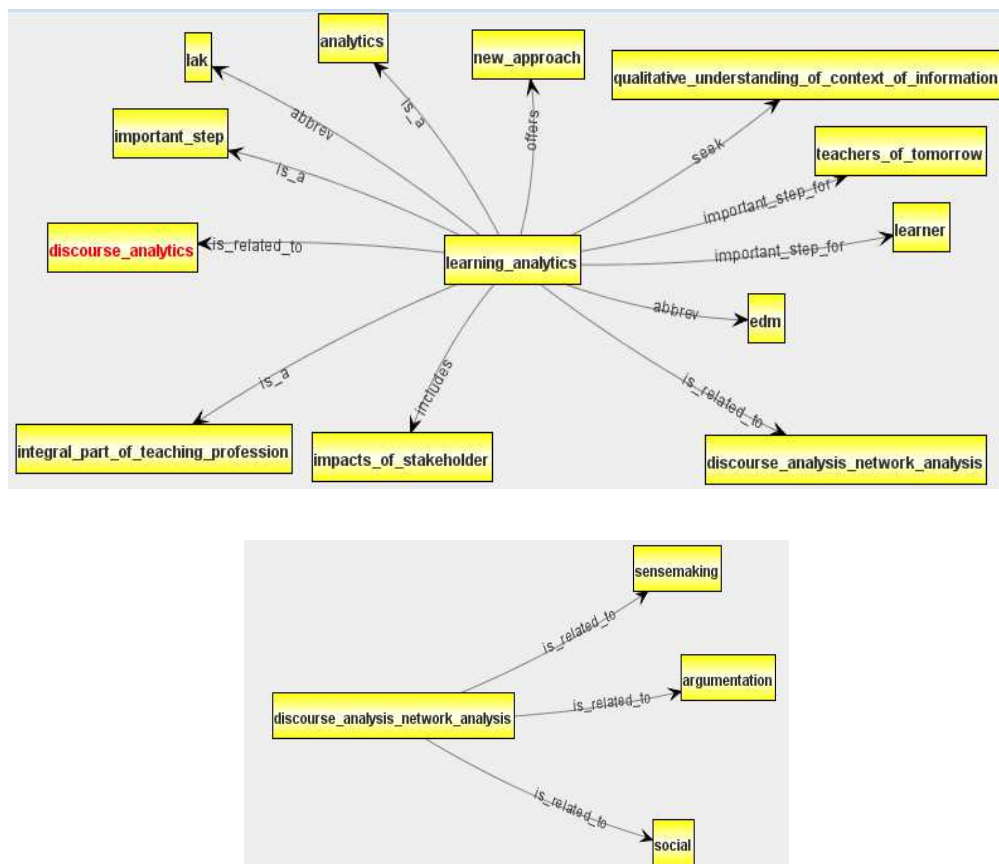 analytics
lak
new_approach
qualitative_understanding_of_context_of_information
is_a
abbrev
offers
important_step
seek
teachers_of_tomorrow
is_a
important_step_for
learner
discourse_analytics
is_related_to
important_step_for
learning_analytics
abbrev
edm
is_a
includes
is_related_to
integral_part_of_teaching_profession
impacts_of_stakeholder
discourse_analysis_network_analysis
sensemaking
is_related_to
argumentation
is_related_to
discourse_analysis_network_analysis
is_related_to
social